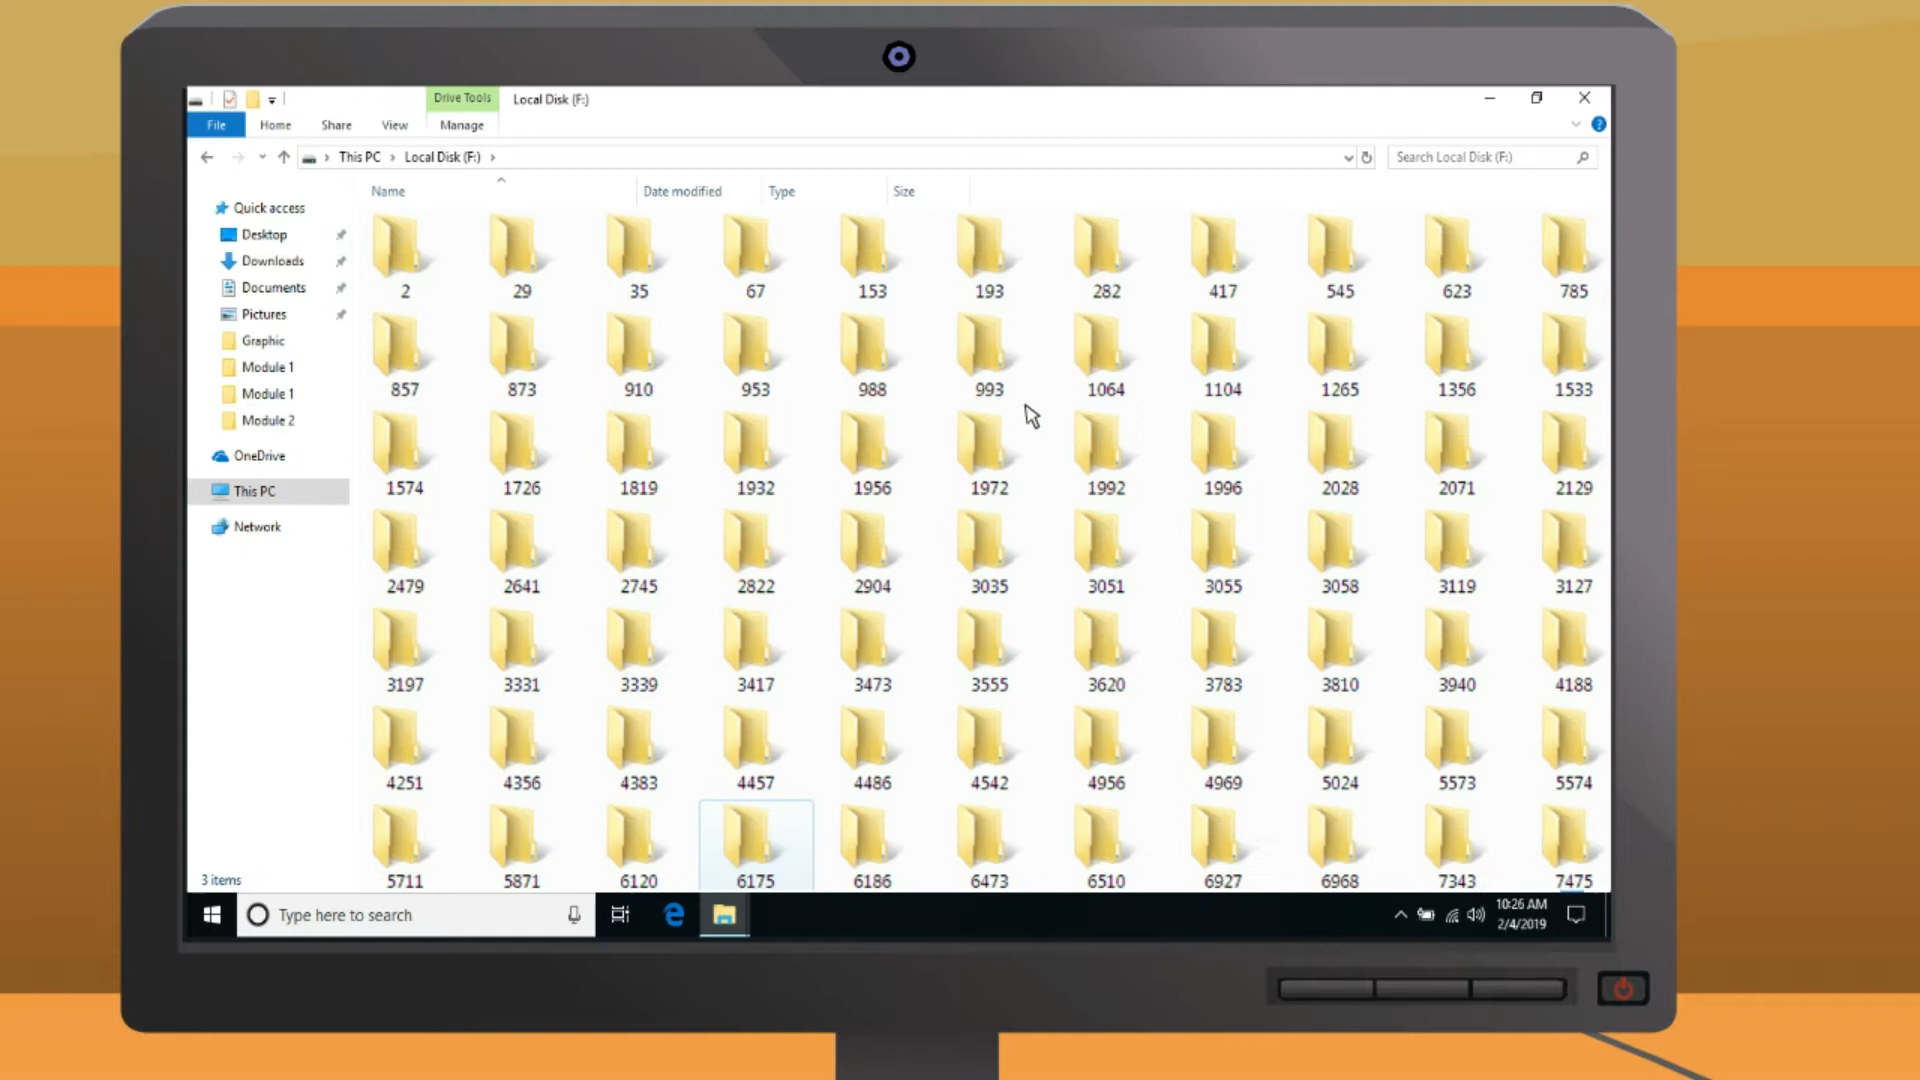 Drive Tools Local Disk (F:)
File Home Share View Manage
This PC Local Disk (F:) Search Local Disk (F:)
Name Date modified Type Size
Quick access
Desktop
Downloads
Documents
Pictures
Graphic
Module 1
Module 1
Module 2
OneDrive
This PC
Network
2 29 35 67 153 193 282 417 545 623 785
857 873 910 953 988 993 1064 1104 1265 1356 1533
1574 1726 1819 1932 1956 1972 1992 1996 2028 2071 2129
2479 2641 2745 2822 2904 3035 3051 3055 3058 3119 3127
3197 3331 3339 3417 3473 3555 3620 3783 3810 3940 4188
4251 4356 4383 4457 4486 4542 4956 4969 5024 5573 5574
5711 5871 6120 6175 6186 6473 6510 6927 6968 7343 7475
3 items
Type here to search
10:26 AM
2/4/2019